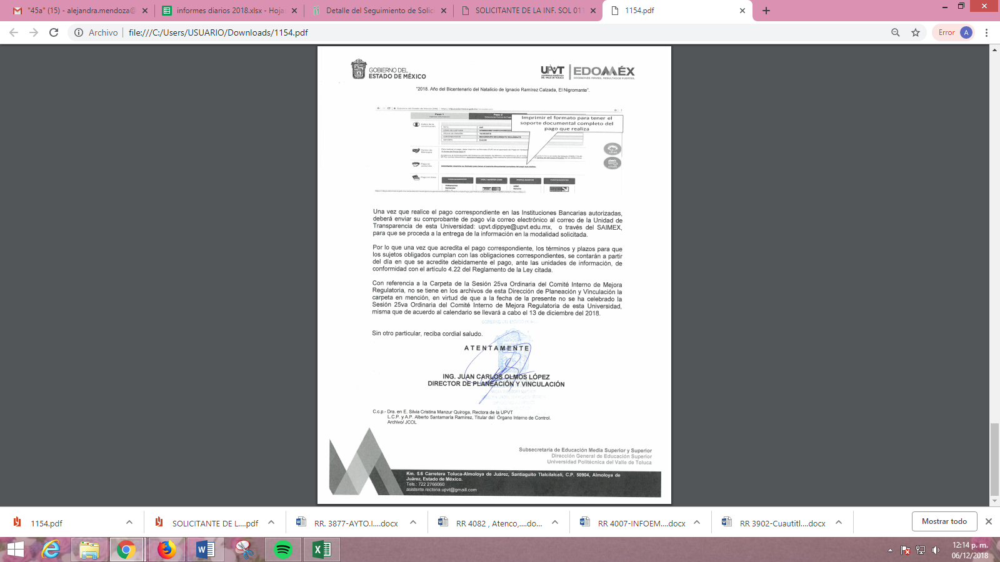 "45a" (15) - alejandra.mendoza@
informes diarios 2018.xlsx - Hoja
Detalle del Seguimiento de Solic
SOLICITANTE DE LA INF. SOL 011
1154.pdf
Archivo
file:///C:/Users/USUARIO/Downloads/1154.pdf
Error
A
GOBIERNO DEL
ESTADO DE MÉXICO
UPVT
EDOMÉX
DECISIONES FIRMES, RESULTADOS FUERTES.
"2018. Año del Bicentenario del Natalicio de Ignacio Ramírez Calzada, El Nigromante".
Paso 1
Paso 2
Imprimir el formato para tener el
soporte documental completo del
pago que realiza
Una vez que realice el pago correspondiente en las Instituciones Bancarias autorizadas,
deberá enviar su comprobante de pago vía correo electrónico al correo de la Unidad de
Transparencia de esta Universidad: upvt.dippye@upvt.edu.mx, o través del SAIMEX,
para que se proceda a la entrega de la información en la modalidad solicitada.
Por lo que una vez que acredita el pago correspondiente, los términos y plazos para que
los sujetos obligados cumplan con las obligaciones correspondientes, se contarán a partir
del día en que se acredite debidamente el pago, ante las unidades de información, de
conformidad con el artículo 4.22 del Reglamento de la Ley citada.
Con referencia a la Carpeta de la Sesión 25va Ordinaria del Comité Interno de Mejora
Regulatoria, no se tiene en los archivos de esta Dirección de Planeación y Vinculación la
carpeta en mención, en virtud de que a la fecha de la presente no se ha celebrado la
Sesión 25va Ordinaria del Comité Interno de Mejora Regulatoria de esta Universidad,
misma que de acuerdo al calendario se llevará a cabo el 13 de diciembre del 2018.
Sin otro particular, reciba cordial saludo.
A T E N T A M E N T E
ING. JUAN CARLOS OLMOS LÓPEZ
DIRECTOR DE PLANEACIÓN Y VINCULACIÓN
C.c.p.- Dra. en E. Silvia Cristina Manzur Quiroga, Rectora de la UPVT
L.C.P. y A.P. Alberto Santamaría Ramírez, Titular del Órgano Interno de Control.
Archivo/ JCOL
Subsecretaria de Educación Media Superior y Superior
Dirección General de Educación Superior
Universidad Politécnica del Valle de Toluca
Km. 5.6 Carretera Toluca-Almoloya de Juárez, Santiaguito Tlalcilalcali, C.P. 50904, Almoloya de
Juárez, Estado de México.
Tels.: 722 2766060
asistente.rectoria.upvt@gmaill.com
1154.pdf
SOLICITANTE DE L....pdf
RR. 3877-AYTO.I....docx
RR 4082 , Atenco,....do...
RR 4007-INFOEM....docx
RR 3902-Cuautitl....docx
Mostrar todo
12:14 p. m.
06/12/2018